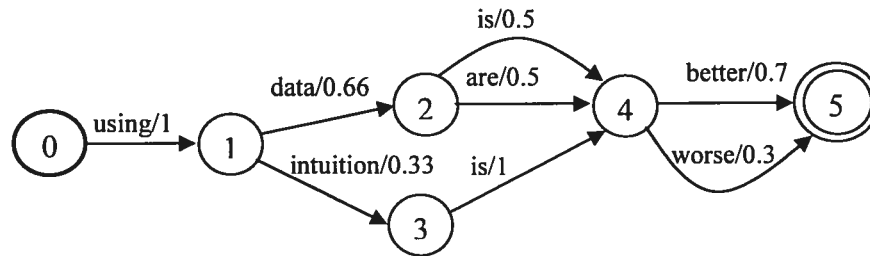 is/0.5
data/0.66
are/0.5
better/0.7
using/1
0
1
2
4
5
intuition/0.33
is/1
worse/0.3
3